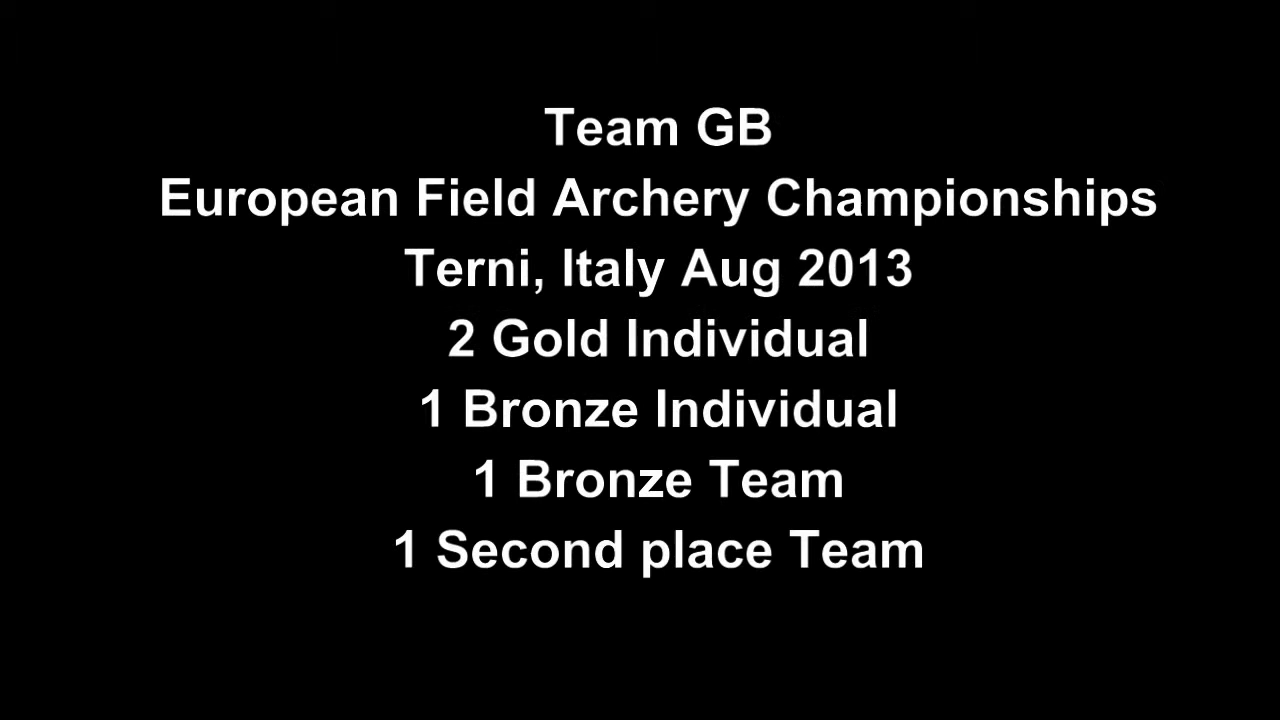 Team GB
European Field Archery Championships
Terni, Italy Aug 2013
2 Gold Individual
1 Bronze Individual
1 Bronze Team
1 Second place Team